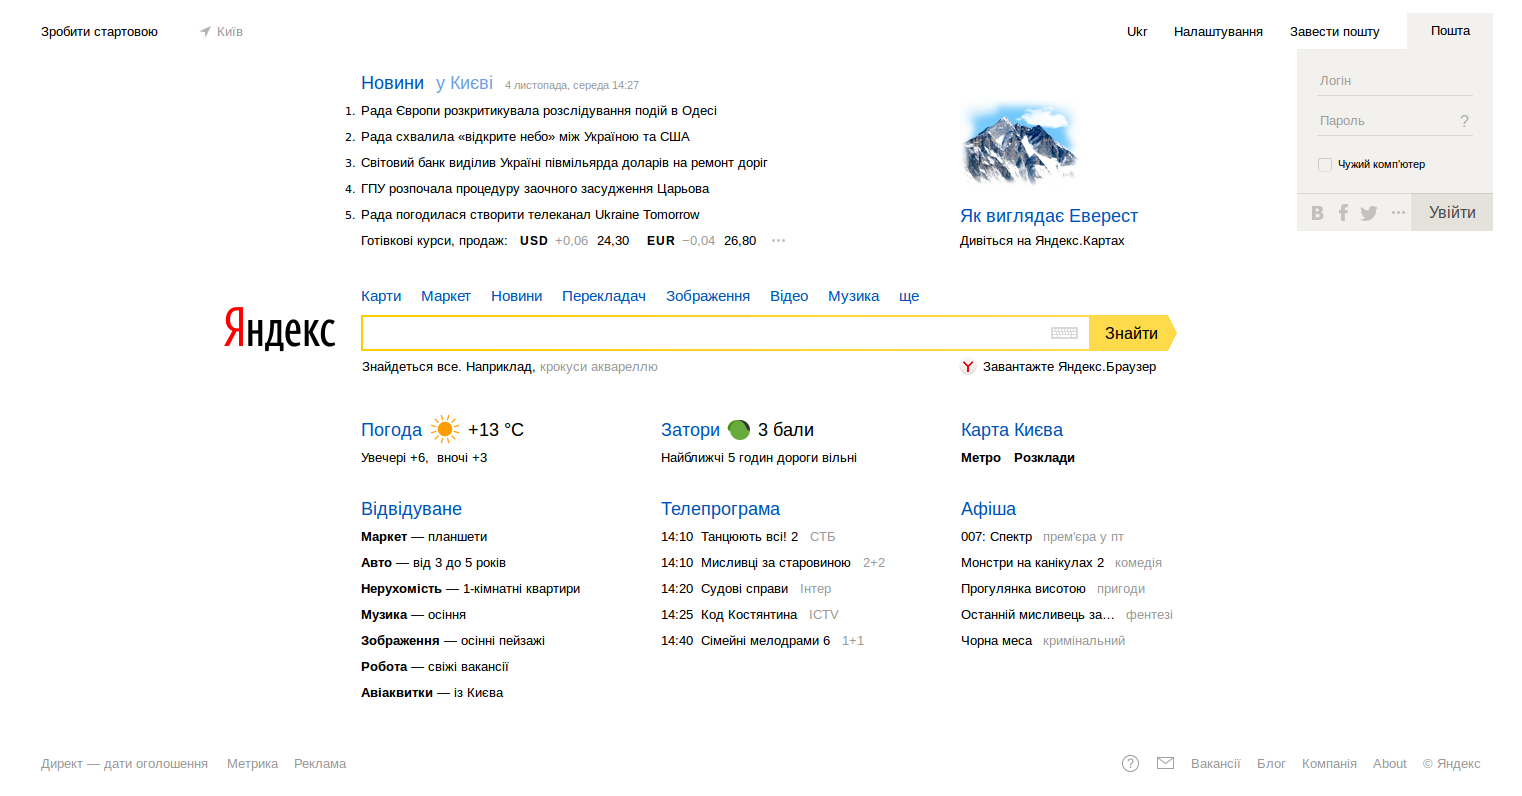 Зробити стартовою Київ Ukr Налаштування Завести пошту Пошта
Новини у Києві 4 листопада, середа 14:27
1. Рада Європи розкритикувала розслідування подій в Одесі
2. Рада схвалила «відкрите небо» між Україною та США
3. Світовий банк виділив Україні півмільярда доларів на ремонт доріг
4. ГПУ розпочала процедуру заочного засудження Царьова
5. Рада погодилася створити телеканал Ukraine Tomorrow
Готівкові курси, продаж: USD +0,06 24,30 EUR −0,04 26,80
Як виглядає Еверест
Дивіться на Яндекс.Картах
Логін
Пароль ?
Чужий комп'ютер
Увійти
Карти Маркет Новини Перекладач Зображення Відео Музика ще
Яндекс Знайти
Знайдеться все. Наприклад, крокуси аквареллю Завантажте Яндекс.Браузер
Погода +13 °C
Увечері +6, вночі +3
Затори 3 бали
Найближчі 5 годин дороги вільні
Карта Києва
Метро Розклади
Відвідуване
Маркет — планшети
Авто — від 3 до 5 років
Нерухомість — 1-кімнатні квартири
Музика — осіння
Зображення — осінні пейзажі
Робота — свіжі вакансії
Авіаквитки — із Києва
Телепрограма
14:10 Танцюють всі! 2 СТБ
14:10 Мисливці за старовиною 2+2
14:20 Судові справи Інтер
14:25 Код Костянтина ICTV
14:40 Сімейні мелодрами 6 1+1
Афіша
007: Спектр прем'єра у пт
Монстри на канікулах 2 комедія
Прогулянка висотою пригоди
Останній мисливець за… фентезі
Чорна меса кримінальний
Директ — дати оголошення Метрика Реклама ? Вакансії Блог Компанія About © Яндекс